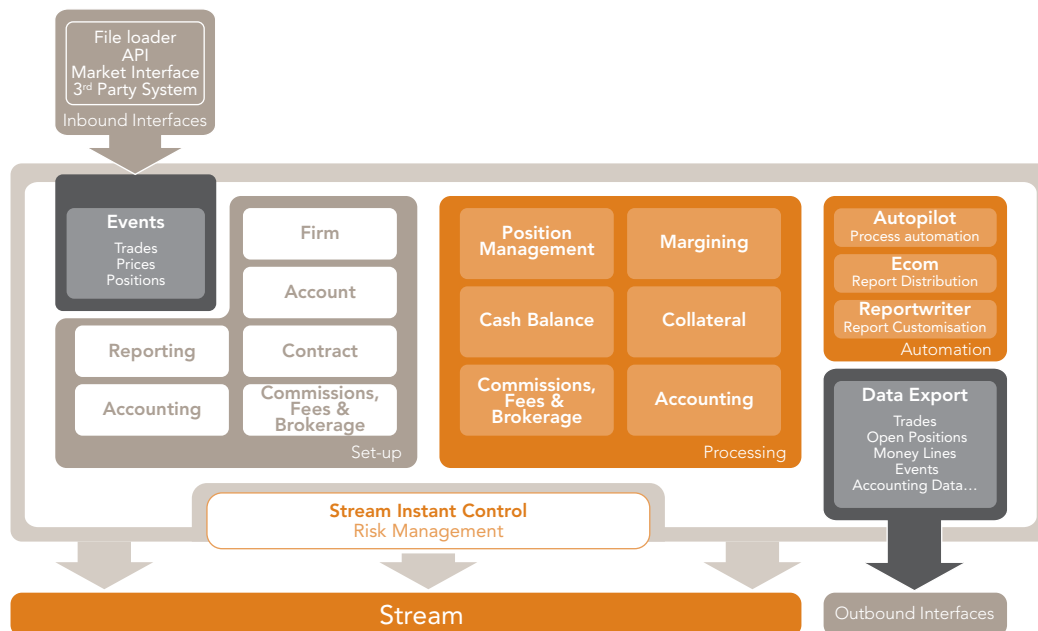 File loader
API
Market Interface
3rd Party System
Inbound Interfaces
Events
Trades
Prices
Positions
Firm
Account
Reporting
Contract
Accounting
Commissions,
Fees &
Brokerage
Set-up
Position
Management
Margining
Cash Balance
Collateral
Commissions,
Fees &
Brokerage
Accounting
Processing
Autopilot
Process automation
Ecom
Report Distribution
Reportwriter
Report Customisation
Automation
Data Export
Trades
Open Positions
Money Lines
Events
Accounting Data…
Stream Instant Control
Risk Management
Stream
Outbound Interfaces